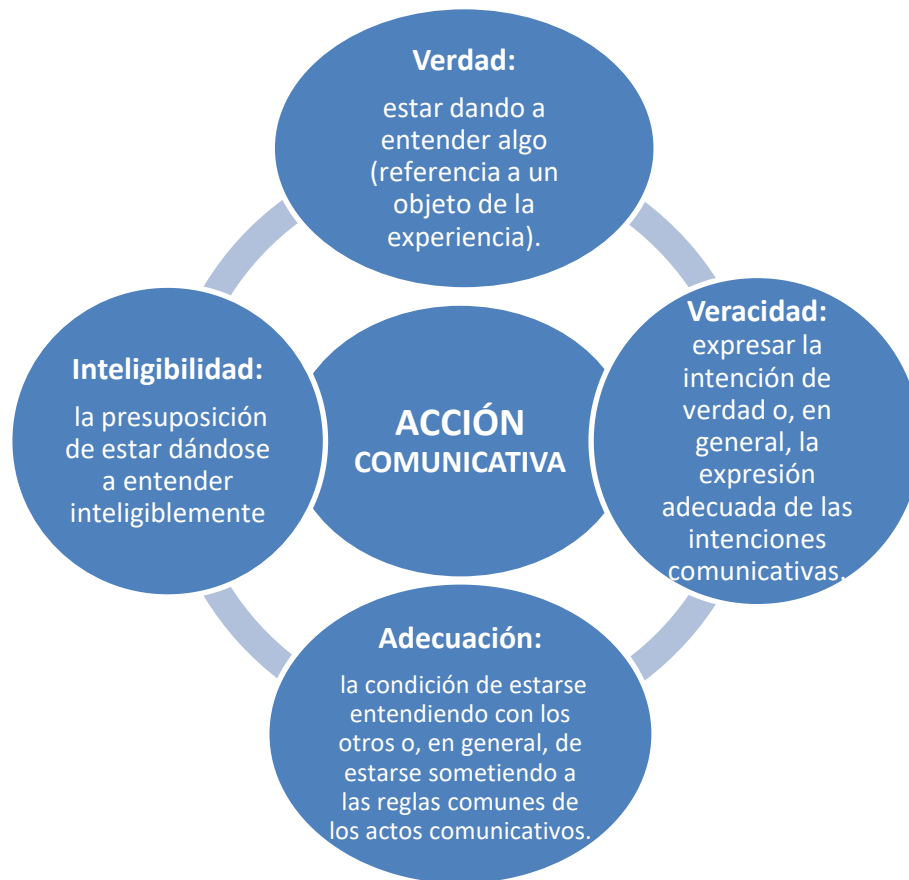 Verdad:
estar dando a
entender algo
(referencia a un
objeto de la
experiencia).
Veracidad:
expresar la
intención de
verdad o, en
general, la
expresión
adecuada de las
intenciones
comunicativas.
Inteligibilidad:
la presuposición
de estar dándose
a entender
inteligiblemente
ACCIÓN
COMUNICATIVA
Adecuación:
la condición de estarse
entendiendo con los
otros o, en general, de
estarse sometiendo a
las reglas comunes de
los actos comunicativos.